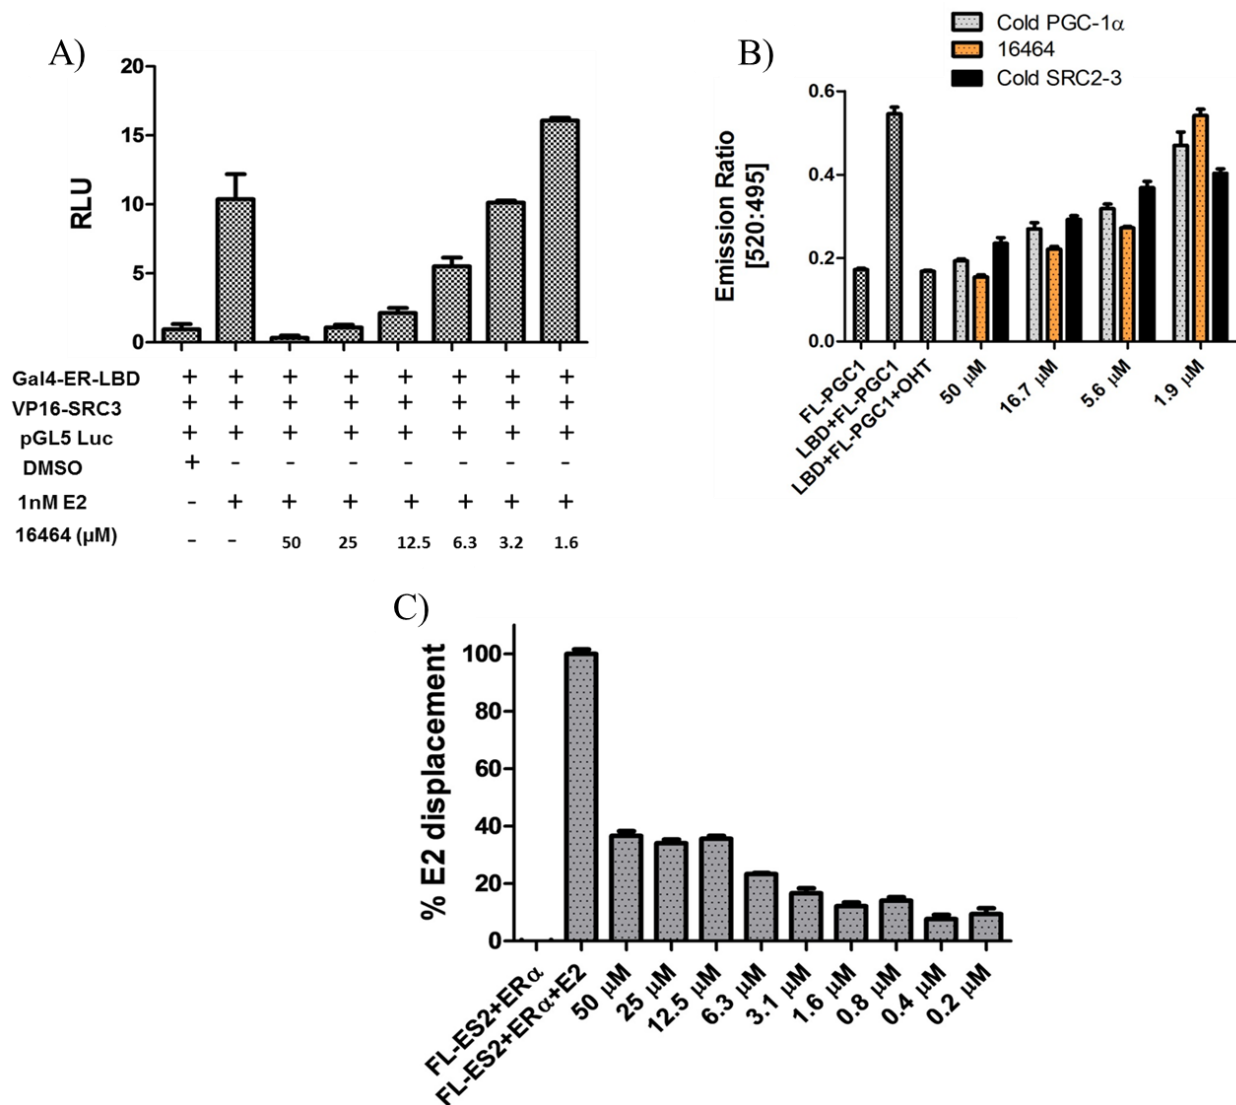 A)
RLU
20
15
10
5
0
Gal4-ER-LBD + + + + + + + +
VP16-SRC3 + + + + + + + +
pGL5 Luc + + + + + + + +
DMSO + - - - - - - -
1nM E2 - + + + + + + +
16464 (µM) - - 50 25 12.5 6.3 3.2 1.6
B)
Cold PGC-1α
16464
Cold SRC2-3
Emission Ratio
[520:495]
0.6
0.4
0.2
0.0
FL-PGC1
LBD+FL-PGC1
LBD+FL-PGC1+OHT
50 µM
16.7 µM
5.6 µM
1.9 µM
C)
% E2 displacement
100
80
60
40
20
0
FL-ES2+ERα
FL-ES2+ERα+E2
50 µM
25 µM
12.5 µM
6.3 µM
3.1 µM
1.6 µM
0.8 µM
0.4 µM
0.2 µM